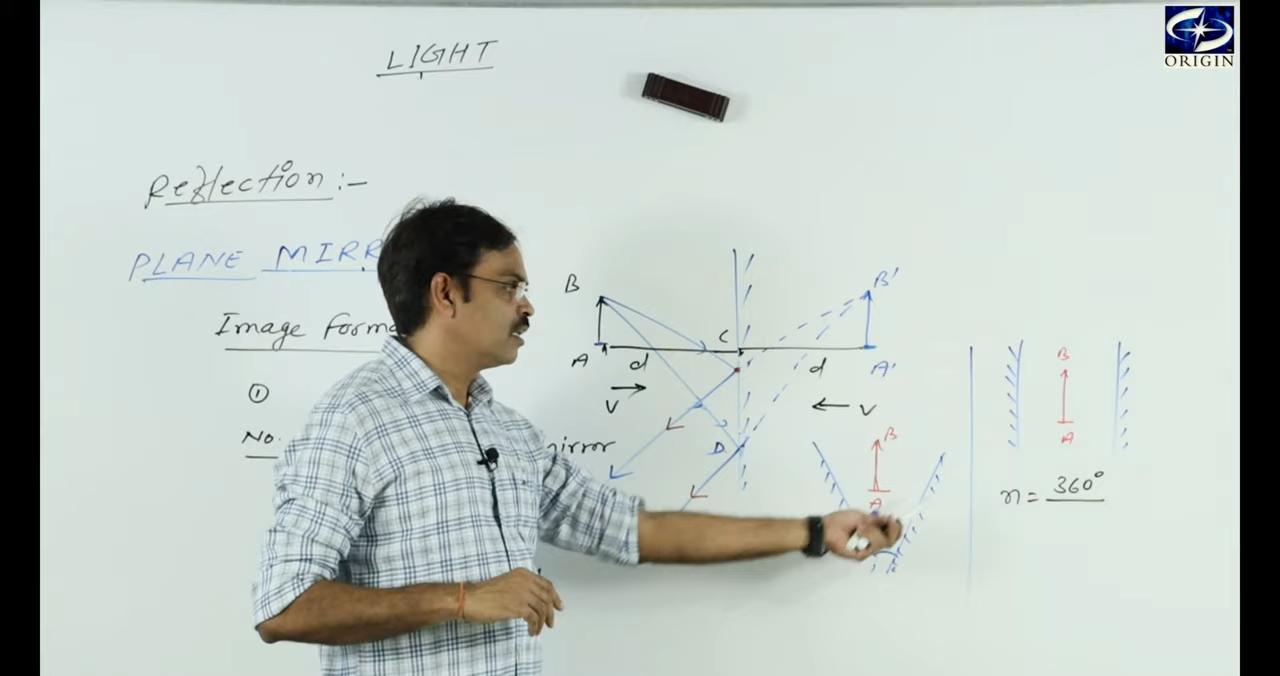 ORIGIN
LIGHT
Reflection :-
PLANE MIRR
Image forma
①
No.
mirror
B
A
d
C
d
B'
A'
V
V
D
B
A
B
A
n = 360°